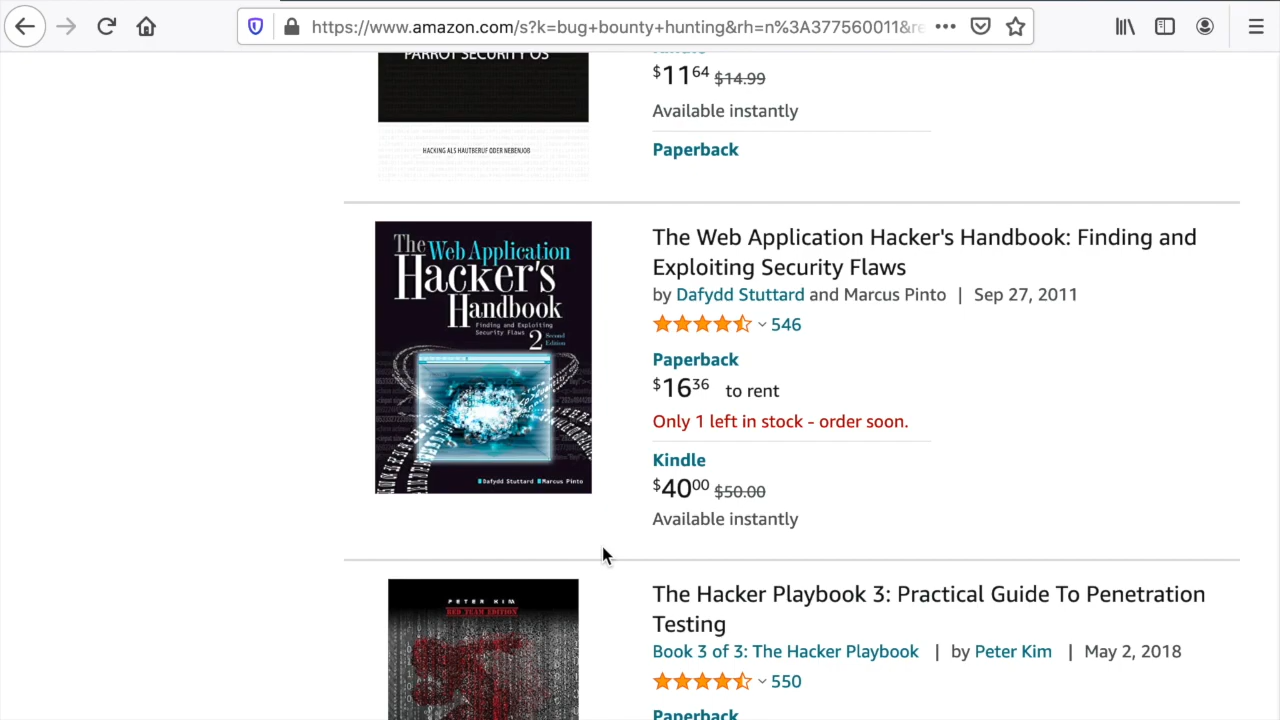 https://www.amazon.com/s?k=bug+bounty+hunting&rh=n%3A377560011&re
PARROT SECURITY OS
HACKING ALS HAUTBERUF ODER NEBENJOB
Kindle
$11 64 $14.99
Available instantly
Paperback
The Web Application
Hacker's
Handbook
Finding and Exploiting
Security Flaws
2 Second
Edition
Dafydd Stuttard Marcus Pinto
The Web Application Hacker's Handbook: Finding and
Exploiting Security Flaws
by Dafydd Stuttard and Marcus Pinto | Sep 27, 2011
546
Paperback
$16 36 to rent
Only 1 left in stock - order soon.
Kindle
$40 00 $50.00
Available instantly
PETER KIM
RED TEAM EDITION
The Hacker Playbook 3: Practical Guide To Penetration
Testing
Book 3 of 3: The Hacker Playbook | by Peter Kim | May 2, 2018
550
Paperback